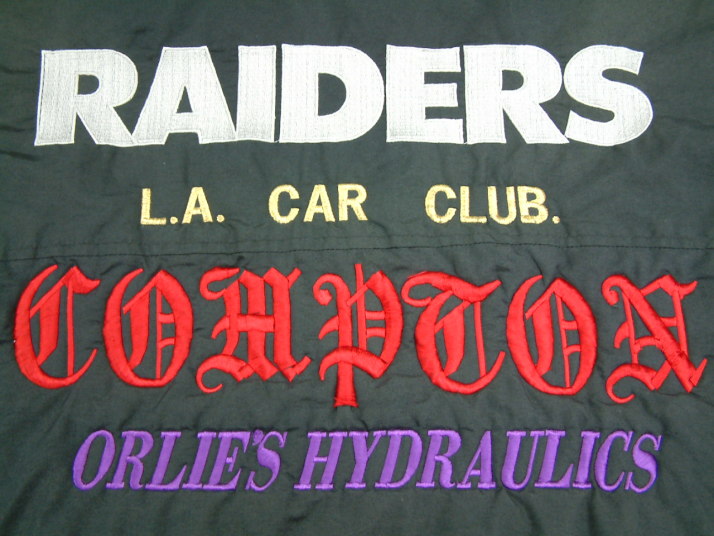 RAIDERS
L.A. CAR CLUB.
COMPTON
ORLIE'S HYDRAULICS